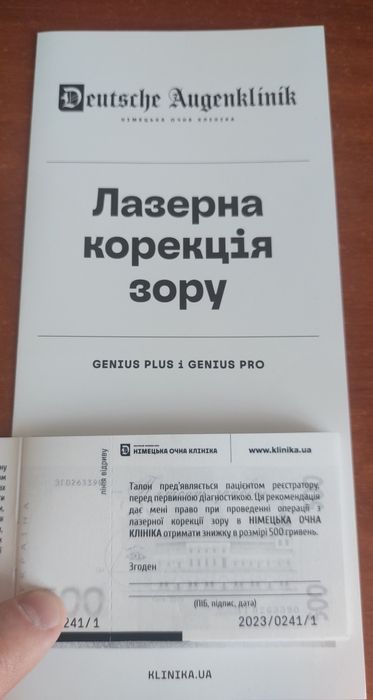 Deutsche Augenklinik
НІМЕЦЬКА ОЧНА КЛІНІКА
Лазерна
корекція
зору
GENIUS PLUS і GENIUS PRO
НІМЕЦЬКА ОЧНА КЛІНІКА
www.klinika.ua
лінія відриву
Талон пред'являється пацієнтом реєстратору,
перед первинною діагностикою. Ця рекомендація
дає мені право при проведенні операції з
лазерної корекції зору в НІМЕЦЬКА ОЧНА
КЛІНІКА отримати знижку в розмірі 500 гривень.
Згоден
(ПІБ, підпис, дата)
0241/1
2023/0241/1
KLINIKA.UA